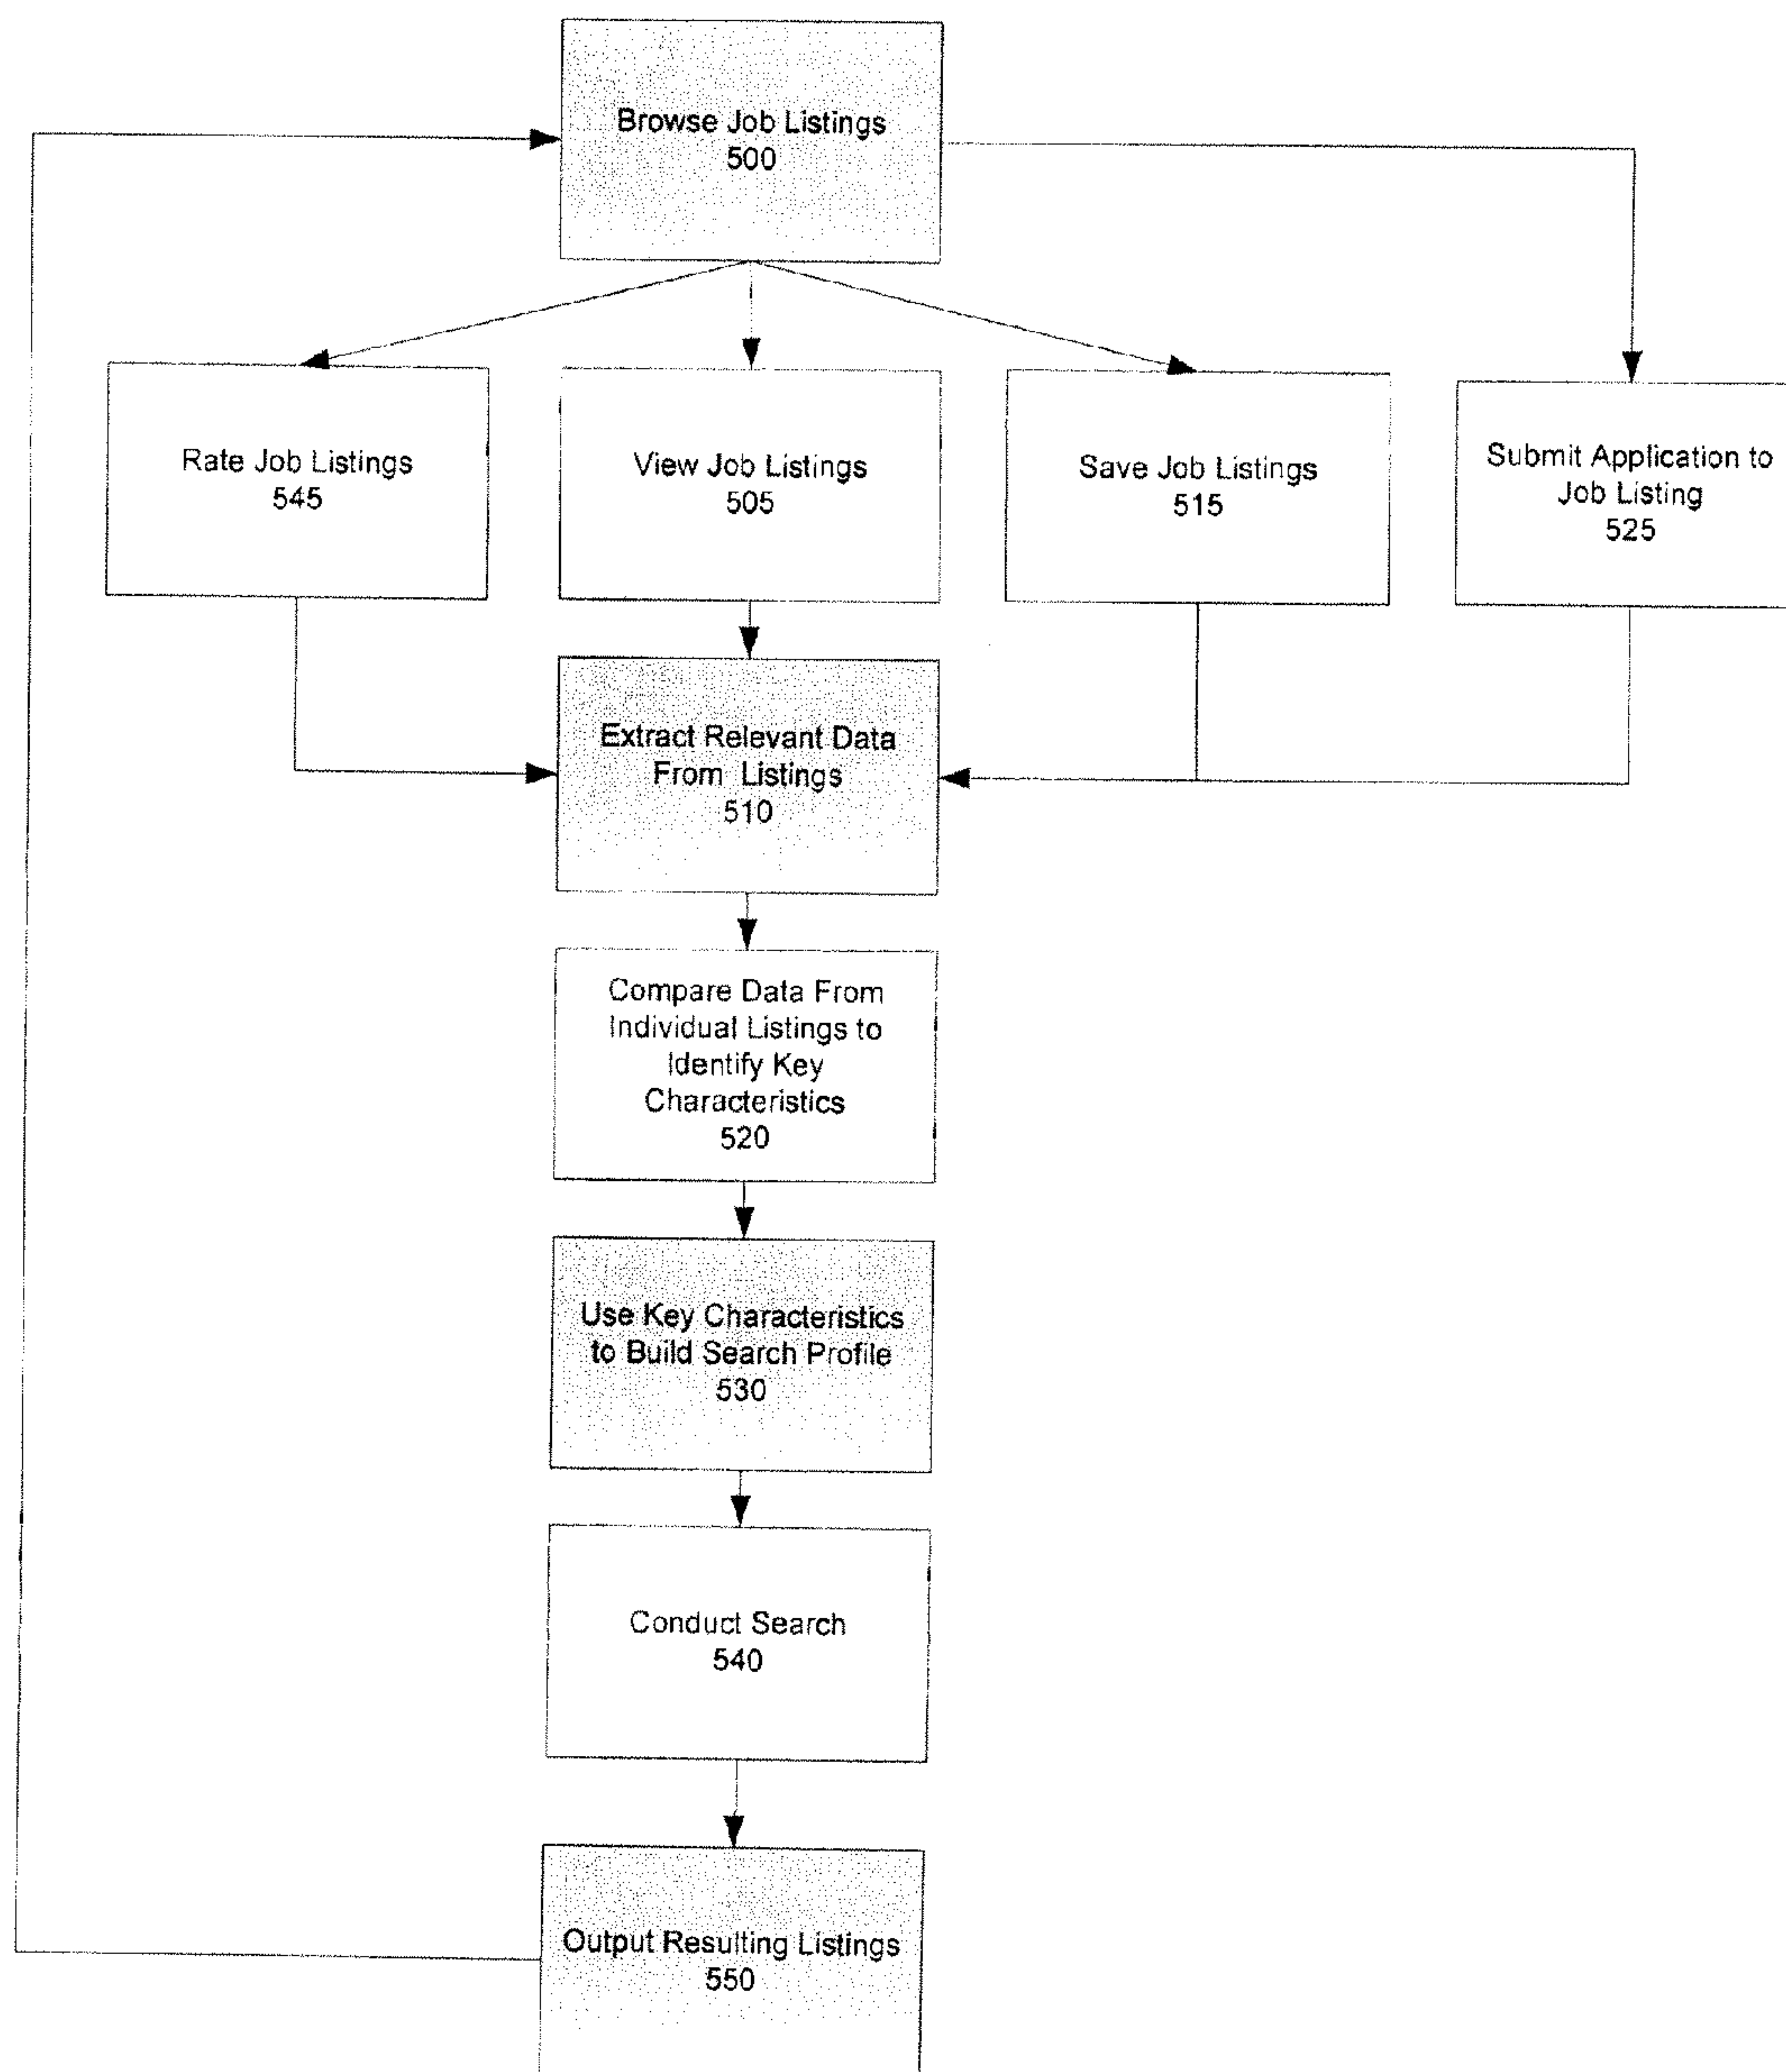 Browse Job Listings
500
Rate Job Listings
545
View Job Listings
505
Save Job Listings
515
Submit Application to
Job Listing
525
Extract Relevant Data
From Listings
510
Compare Data From
Individual Listings to
Identify Key
Characteristics
520
Use Key Characteristics
to Build Search Profile
530
Conduct Search
540
Output Resulting Listings
550